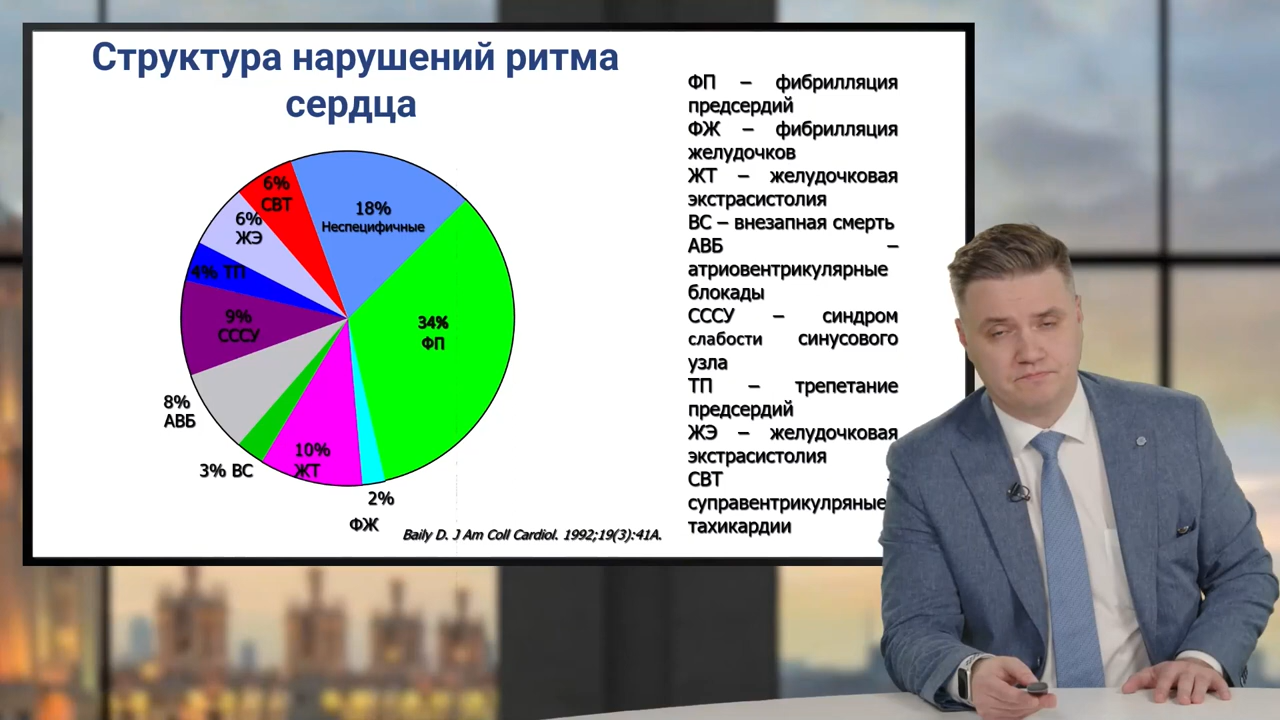 Структура нарушений ритма
сердца
6%
СВТ
18%
Неспецифичные
6%
ЖЭ
4% ТП
9%
СССУ
34%
ФП
8%
АВБ
10%
ЖТ
3% ВС
2%
ФЖ
Baily D. J Am Coll Cardiol. 1992;19(3):41A.
ФП – фибрилляция
предсердий
ФЖ – фибрилляция
желудочков
ЖТ – желудочковая
экстрасистолия
ВС – внезапная смерть
АВБ –
атриовентрикулярные
блокады
СССУ – синдром
слабости синусового
узла
ТП – трепетание
предсердий
ЖЭ – желудочковая
экстрасистолия
СВТ -
суправентрикулряные
тахикардии